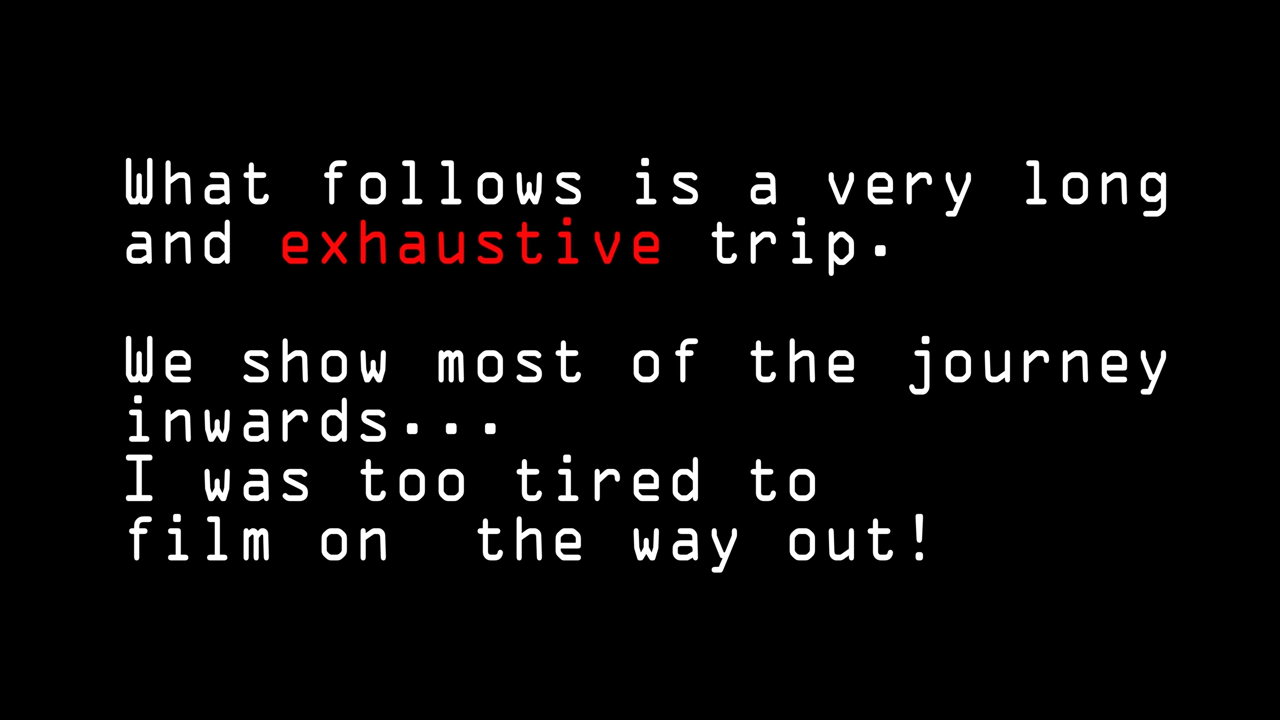 What follows is a very long
and exhaustive trip.
We show most of the journey
inwards...
I was too tired to
film on  the way out!